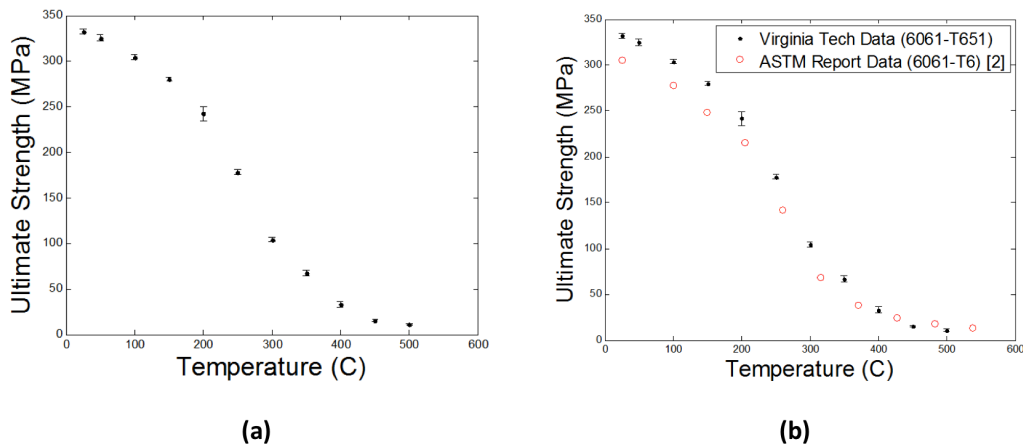 350
300
250
200
150
100
50
0
0 100 200 300 400 500 600
Ultimate Strength (MPa)
Temperature (C)
(a)
350
300
250
200
150
100
50
0
0 100 200 300 400 500 600
Ultimate Strength (MPa)
Temperature (C)
Virginia Tech Data (6061-T651)
ASTM Report Data (6061-T6) [2]
(b)